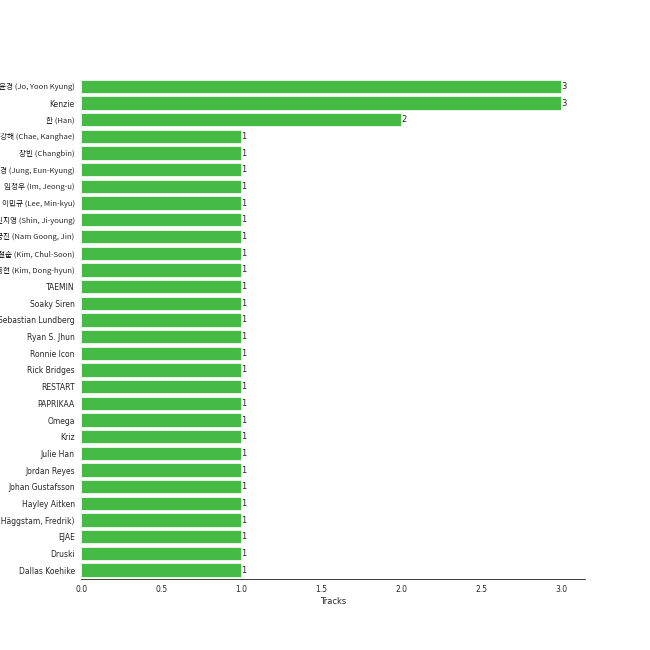 윤경 (Jo, Yoon Kyung) 3
Kenzie 3
한 (Han) 2
강해 (Chae, Kanghae) 1
창빈 (Changbin) 1
경 (Jung, Eun-Kyung) 1
임정우 (Im, Jeong-u) 1
이민규 (Lee, Min-kyu) 1
지영 (Shin, Ji-young) 1
궁진 (Nam Goong, Jin) 1
철순 (Kim, Chul-Soon) 1
동현 (Kim, Dong-hyun) 1
TAEMIN 1
Soaky Siren 1
Sebastian Lundberg 1
Ryan S. Jhun 1
Ronnie Icon 1
Rick Bridges 1
RESTART 1
PAPRIKAA 1
Omega 1
Kriz 1
Julie Han 1
Jordan Reyes 1
Johan Gustafsson 1
Hayley Aitken 1
Häggstam, Fredrik) 1
EJAE 1
Druski 1
Dallas Koehike 1
0.0 0.5 1.0 1.5 2.0 2.5 3.0
Tracks